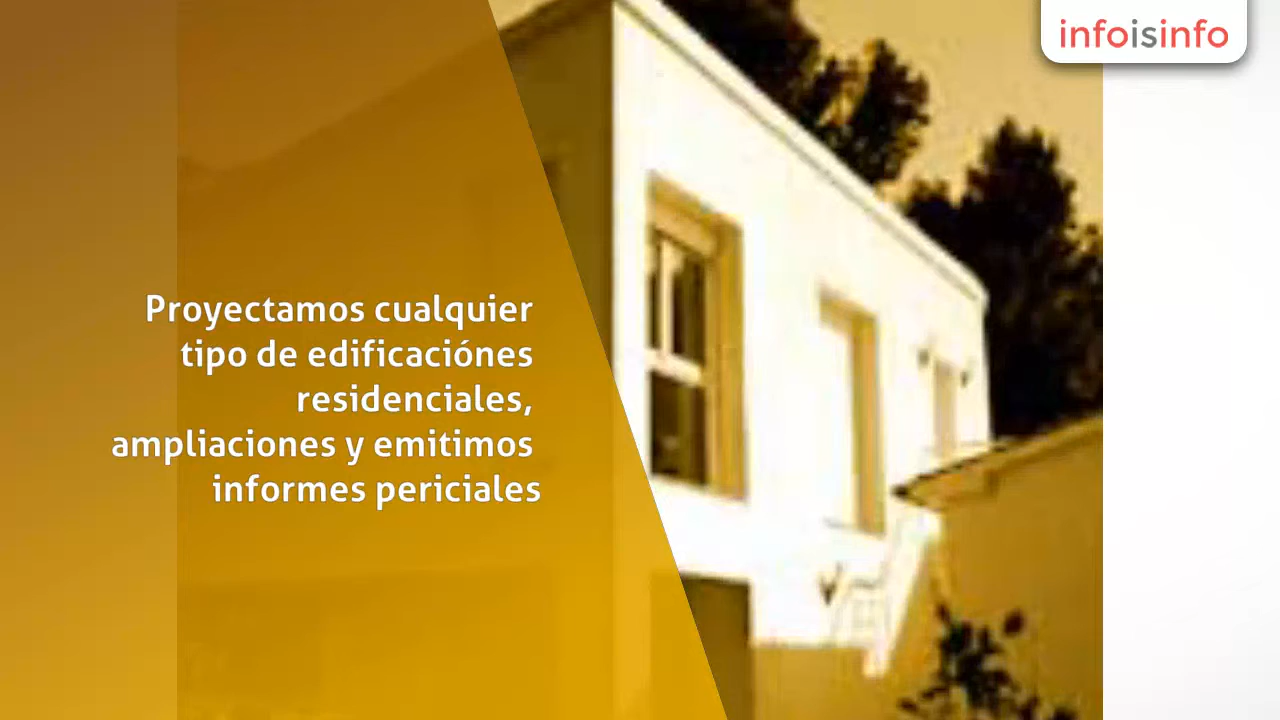 infoisinfo
Proyectamos cualquier
tipo de edificaciónes
residenciales,
ampliaciones y emitimos
informes periciales